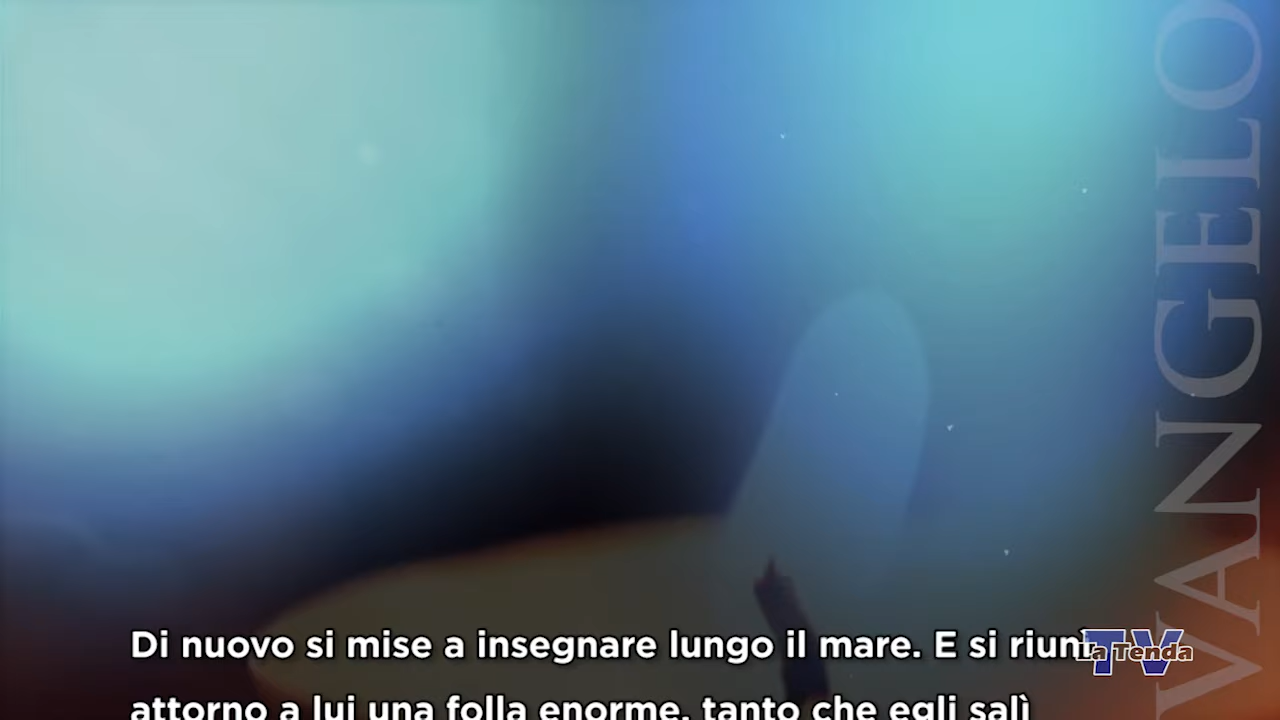 Di nuovo si mise a insegnare lungo il mare. E si riunì
attorno a lui una folla enorme, tanto che egli salì
TV
la Tenda
VANGELO